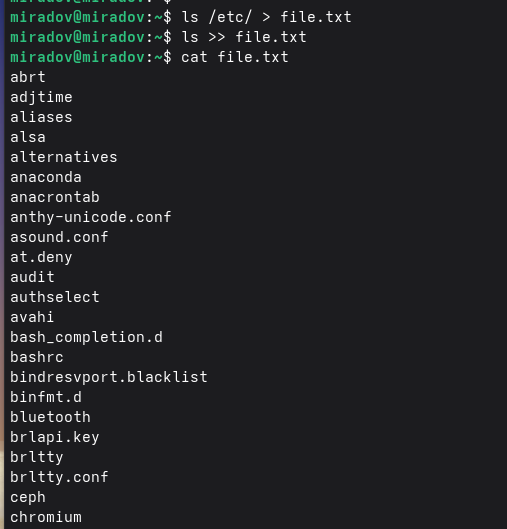 miradov@miradov:~$ ls /etc/ > file.txt
miradov@miradov:~$ ls >> file.txt
miradov@miradov:~$ cat file.txt
abrt
adjtime
aliases
alsa
alternatives
anaconda
anacrontab
anthy-unicode.conf
asound.conf
at.deny
audit
authselect
avahi
bash_completion.d
bashrc
bindresvport.blacklist
binfmt.d
bluetooth
brlapi.key
brltty
brltty.conf
ceph
chromium